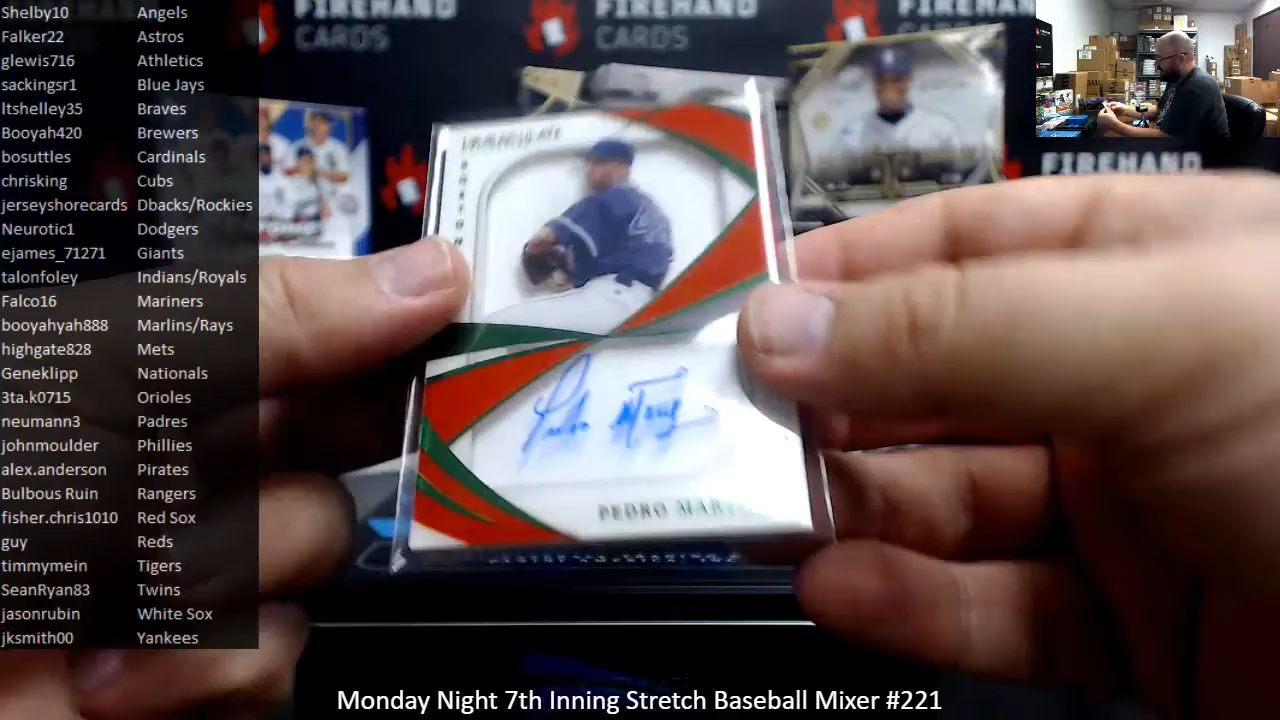 Shelby10 Angels
Falker22 Astros
glewis716 Athletics
sackingsr1 Blue Jays
ltshelley35 Braves
Booyah420 Brewers
bosuttles Cardinals
chrisking Cubs
jerseyshorecards Dbacks/Rockies
Neurotic1 Dodgers
ejames_71271 Giants
talonfoley Indians/Royals
Falco16 Mariners
booyahyah888 Marlins/Rays
highgate828 Mets
Geneklipp Nationals
3ta.k0715 Orioles
neumann3 Padres
johnmoulder Phillies
alex.anderson Pirates
Bulbous Ruin Rangers
fisher.chris1010 Red Sox
guy Reds
timmymein Tigers
SeanRyan83 Twins
jasonrubin White Sox
jksmith00 Yankees
FIREHAND CARDS
FIREHAND CARDS
FIREHAN
CARDS
FIREHAND
IMMACULATE
PEDRO MAR
Monday Night 7th Inning Stretch Baseball Mixer #221